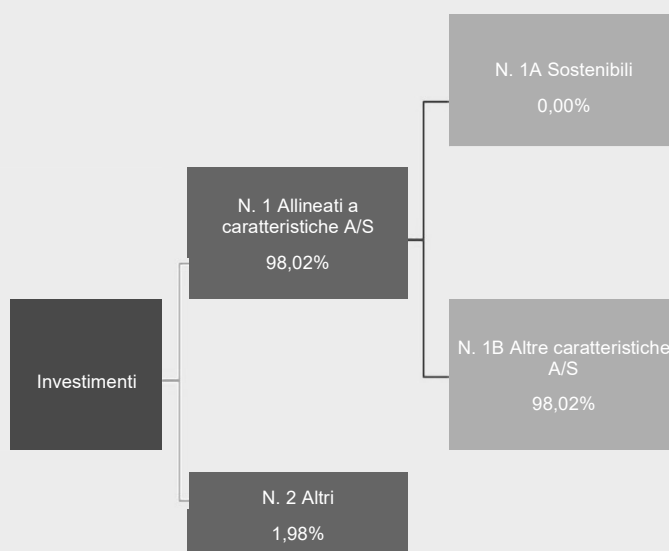 N. 1A Sostenibili
0,00%
N. 1 Allineati a
caratteristiche A/S
98,02%
Investimenti
N. 1B Altre caratteristiche
A/S
98,02%
N. 2 Altri
1,98%